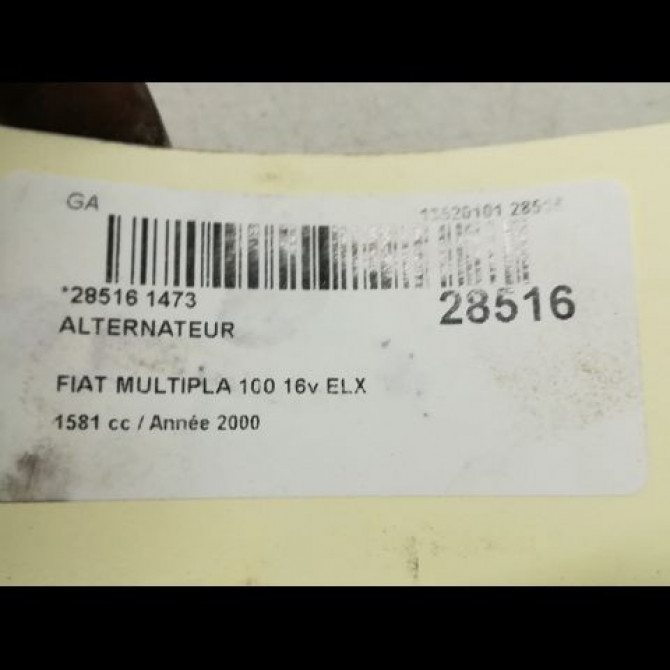 GA
*28516 1473
28516
ALTERNATEUR
FIAT MULTIPLA 100 16v ELX
1581 cc / Année 2000